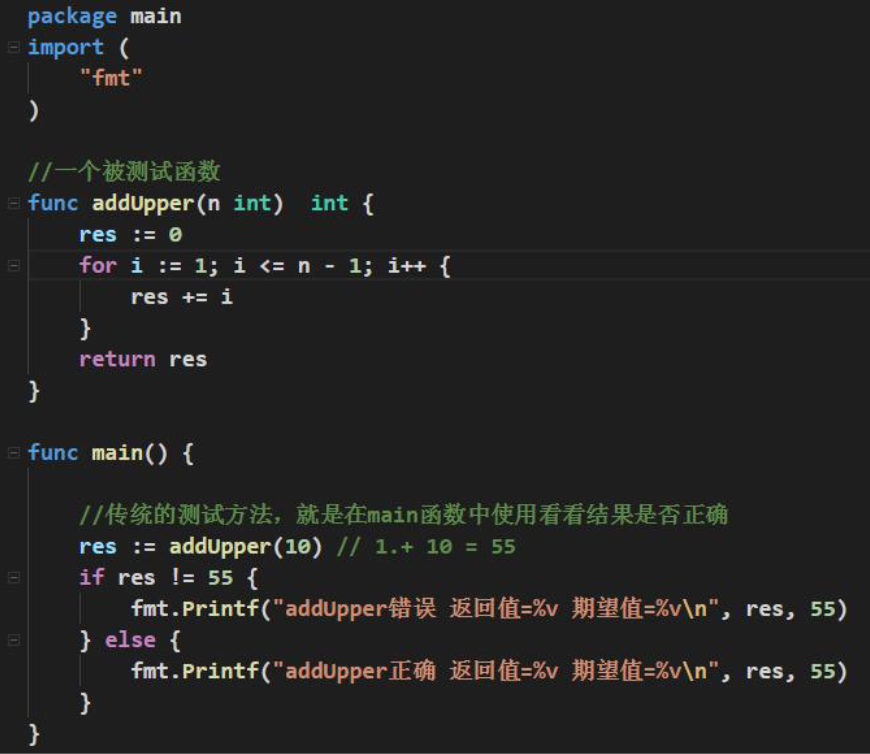 package main
import (
    "fmt"
)
//一个被测试函数
func addUpper(n int)  int {
    res := 0
    for i := 1; i <= n - 1; i++ {
        res += i
    }
    return res
}
func main() {
    //传统的测试方法，就是在main函数中使用看看结果是否正确
    res := addUpper(10) // 1.+ 10 = 55
    if res != 55 {
        fmt.Printf("addUpper错误 返回值=%v 期望值=%v\n", res, 55)
    } else {
        fmt.Printf("addUpper正确 返回值=%v 期望值=%v\n", res, 55)
    }
}